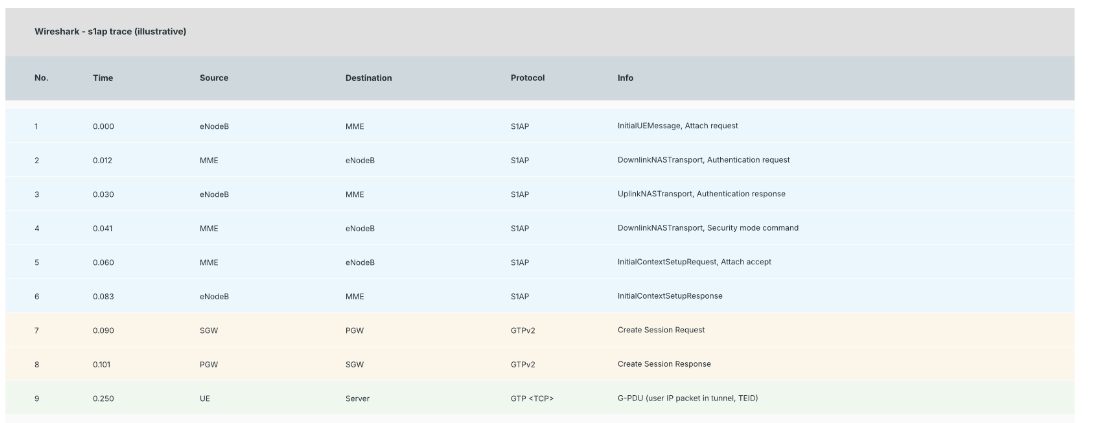 Wireshark - s1ap trace (illustrative)
No. Time Source Destination Protocol Info
1 0.000 eNodeB MME S1AP InitialUEMessage, Attach request
2 0.012 MME eNodeB S1AP DownlinkNASTransport, Authentication request
3 0.030 eNodeB MME S1AP UplinkNASTransport, Authentication response
4 0.041 MME eNodeB S1AP DownlinkNASTransport, Security mode command
5 0.060 MME eNodeB S1AP InitialContextSetupRequest, Attach accept
6 0.083 eNodeB MME S1AP InitialContextSetupResponse
7 0.090 SGW PGW GTPv2 Create Session Request
8 0.101 PGW SGW GTPv2 Create Session Response
9 0.250 UE Server GTP <TCP> G-PDU (user IP packet in tunnel, TEID)